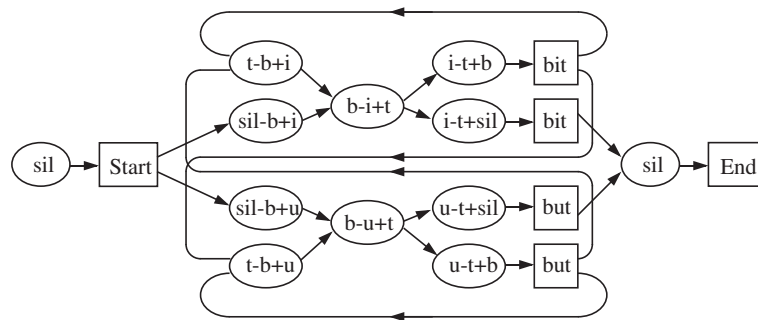 t-b+i i-t+b bit
b-i+t
sil-b+i i-t+sil bit
sil Start sil End
sil-b+u u-t+sil but
b-u+t
t-b+u u-t+b but